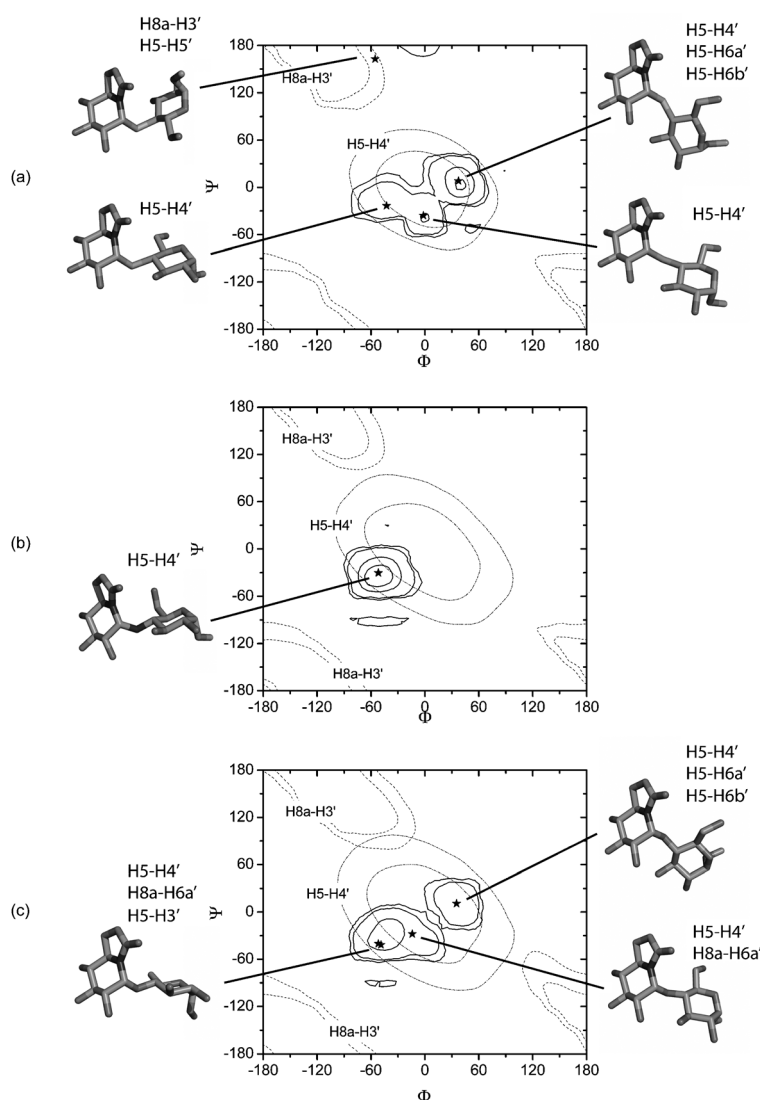 H8a-H3′
H5-H5′
H5-H4′
H5-H6a′
H5-H6b′
180
120
60
0
-60
-120
-180
H8a-H3'
H5-H4'
Ψ
(a)
H5-H4′
H5-H4′
-180 -120 -60 0 60 120 180
Φ
180
120
60
0
-60
-120
-180
H8a-H3'
H5-H4'
Ψ
(b)
H5-H4′
H8a-H3'
-180 -120 -60 0 60 120 180
Φ
180
120
60
0
-60
-120
-180
H8a-H3'
H5-H4'
Ψ
H5-H4′
H5-H6a′
H5-H6b′
(c)
H5-H4′
H8a-H6a′
H5-H3′
H5-H4′
H8a-H6a′
H8a-H3'
-180 -120 -60 0 60 120 180
Φ